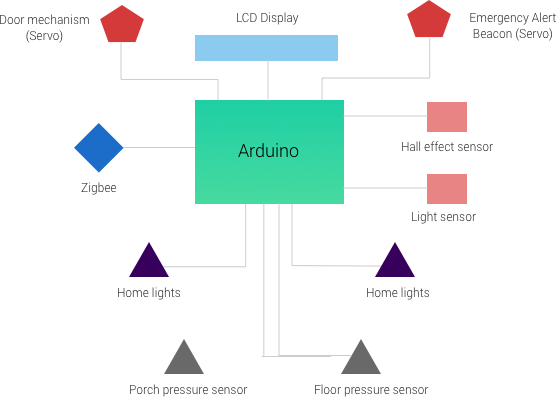 Door mechanism
(Servo)
LCD Display
Emergency Alert
Beacon (Servo)
Arduino
Hall effect sensor
Zigbee
Light sensor
Home lights
Home lights
Porch pressure sensor
Floor pressure sensor